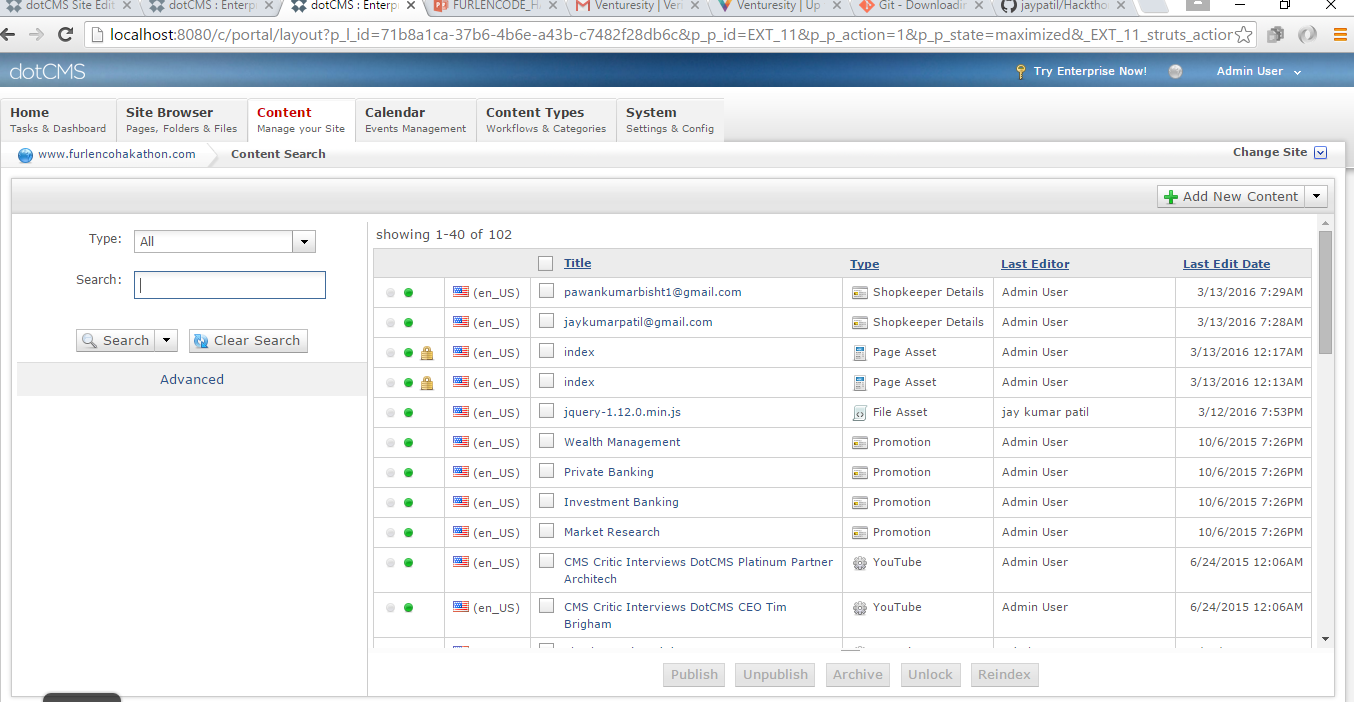 dotCMS Site Edit dotCMS : Enterp dotCMS : Enterp FURLENCODE_H Venturesity | Veri Venturesity | Up Git - Downloadin jaypatil/Hacktho
localhost:8080/c/portal/layout?p_l_id=71b8a1ca-37b6-4b6e-a43b-c7482f28db6c&p_p_id=EXT_11&p_p_action=1&p_p_state=maximized&_EXT_11_struts_action
dotCMS Try Enterprise Now! Admin User
Home Site Browser Content Calendar Content Types System
Tasks & Dashboard Pages, Folders & Files Manage your Site Events Management Workflows & Categories Settings & Config
www.furlencohakathon.com Content Search Change Site
Add New Content
Type: All
Search:
Search Clear Search
Advanced
showing 1-40 of 102
Title Type Last Editor Last Edit Date
(en_US) pawankumarbisht1@gmail.com Shopkeeper Details Admin User 3/13/2016 7:29AM
(en_US) jaykumarpatil@gmail.com Shopkeeper Details Admin User 3/13/2016 7:28AM
(en_US) index Page Asset Admin User 3/13/2016 12:17AM
(en_US) index Page Asset Admin User 3/13/2016 12:13AM
(en_US) jquery-1.12.0.min.js File Asset jay kumar patil 3/12/2016 7:53PM
(en_US) Wealth Management Promotion Admin User 10/6/2015 7:26PM
(en_US) Private Banking Promotion Admin User 10/6/2015 7:26PM
(en_US) Investment Banking Promotion Admin User 10/6/2015 7:26PM
(en_US) Market Research Promotion Admin User 10/6/2015 7:26PM
(en_US) CMS Critic Interviews DotCMS Platinum Partner YouTube Admin User 6/24/2015 12:06AM
Architech
(en_US) CMS Critic Interviews DotCMS CEO Tim YouTube Admin User 6/24/2015 12:06AM
Brigham
Publish Unpublish Archive Unlock Reindex